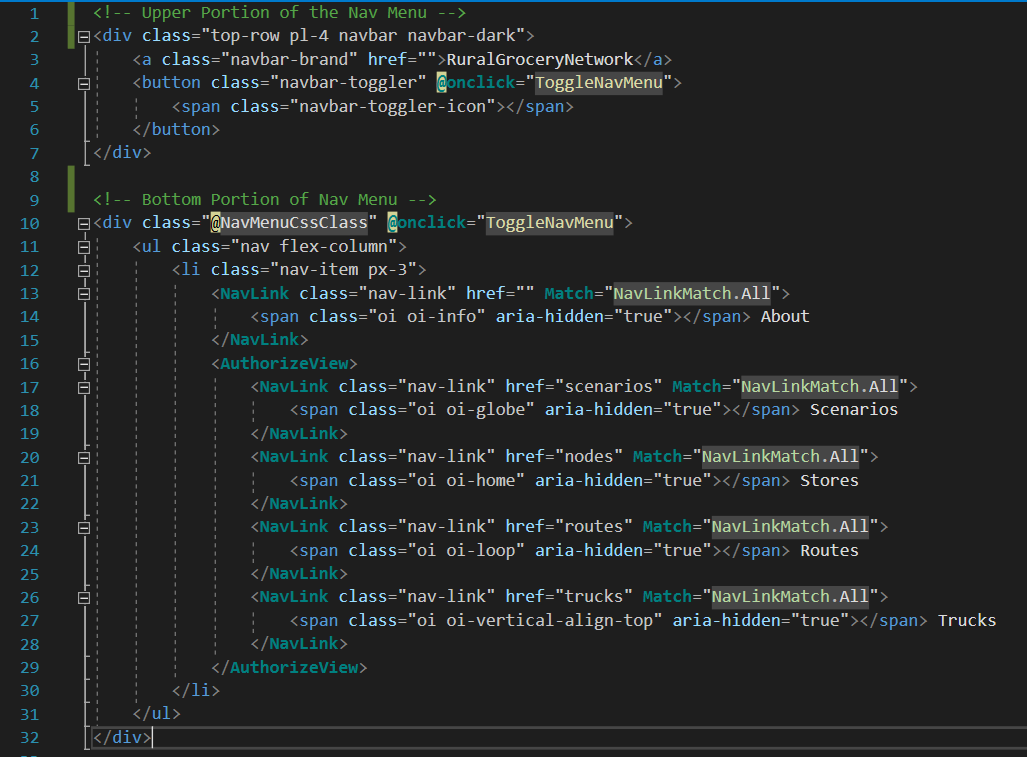 1 <!-- Upper Portion of the Nav Menu -->
2 <div class="top-row pl-4 navbar navbar-dark">
3     <a class="navbar-brand" href="">RuralGroceryNetwork</a>
4     <button class="navbar-toggler" @onclick="ToggleNavMenu">
5         <span class="navbar-toggler-icon"></span>
6     </button>
7 </div>
8
9 <!-- Bottom Portion of Nav Menu -->
10 <div class="@NavMenuCssClass" @onclick="ToggleNavMenu">
11     <ul class="nav flex-column">
12         <li class="nav-item px-3">
13             <NavLink class="nav-link" href="" Match="NavLinkMatch.All">
14                 <span class="oi oi-info" aria-hidden="true"></span> About
15             </NavLink>
16             <AuthorizeView>
17                 <NavLink class="nav-link" href="scenarios" Match="NavLinkMatch.All">
18                     <span class="oi oi-globe" aria-hidden="true"></span> Scenarios
19                 </NavLink>
20                 <NavLink class="nav-link" href="nodes" Match="NavLinkMatch.All">
21                     <span class="oi oi-home" aria-hidden="true"></span> Stores
22                 </NavLink>
23                 <NavLink class="nav-link" href="routes" Match="NavLinkMatch.All">
24                     <span class="oi oi-loop" aria-hidden="true"></span> Routes
25                 </NavLink>
26                 <NavLink class="nav-link" href="trucks" Match="NavLinkMatch.All">
27                     <span class="oi oi-vertical-align-top" aria-hidden="true"></span> Trucks
28                 </NavLink>
29             </AuthorizeView>
30         </li>
31     </ul>
32 </div>